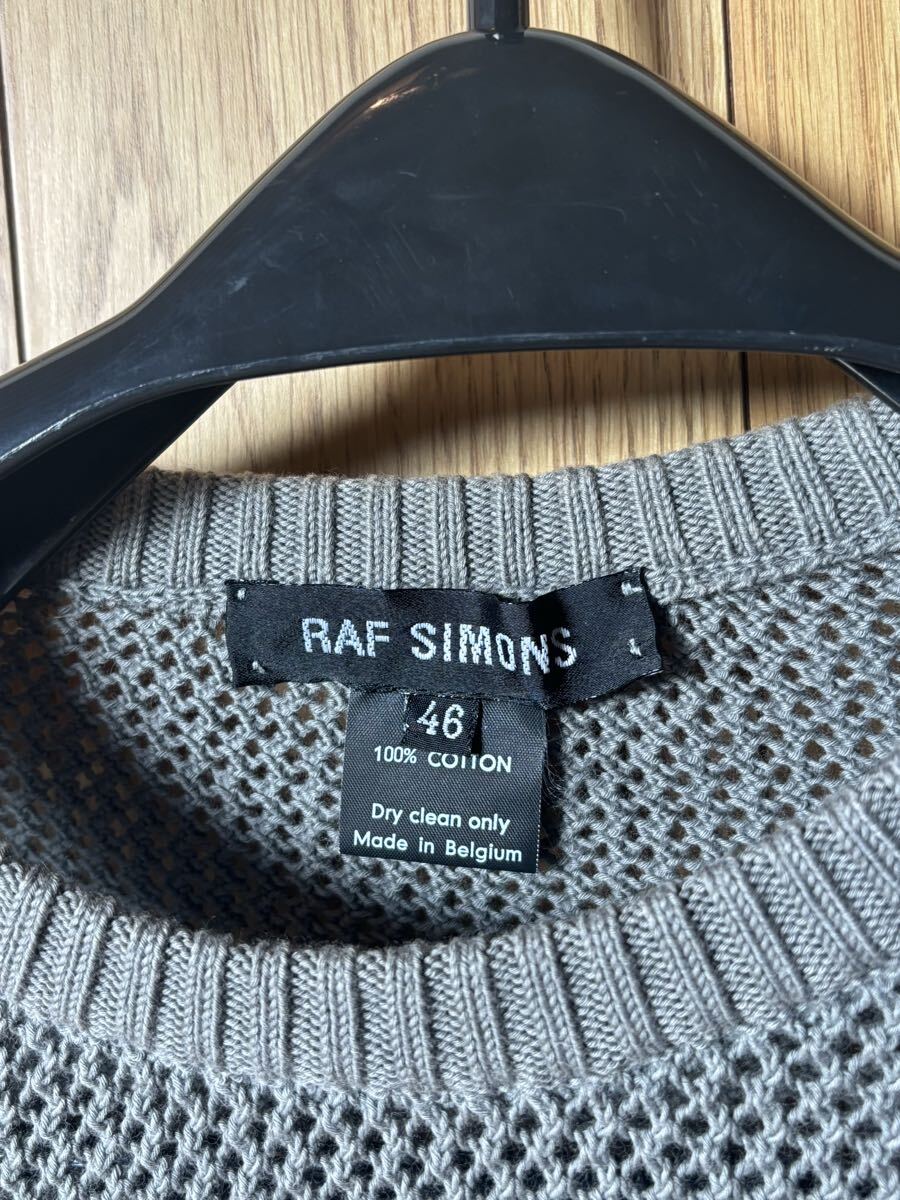 RAF SIMONS
46
100% COTTON
Dry clean only
Made in Belgium